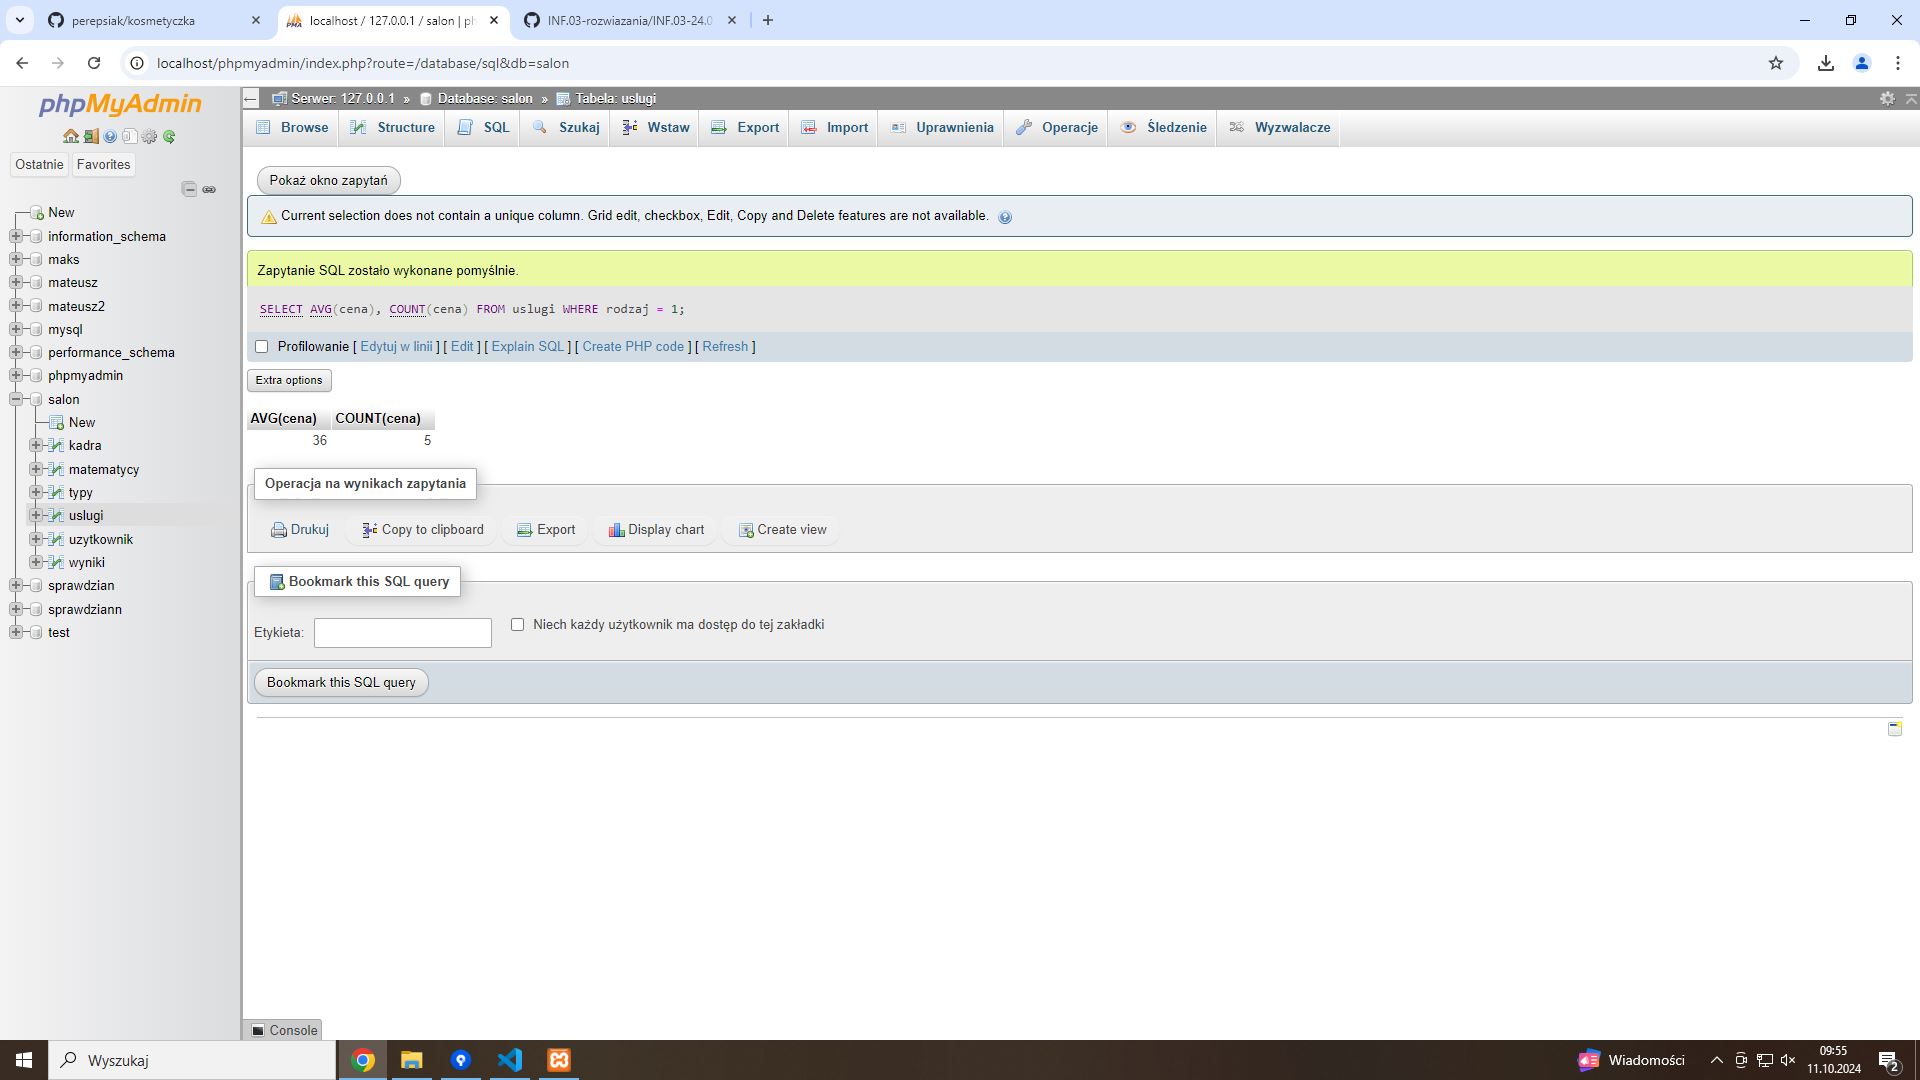 perepsiak/kosmetyczka
localhost / 127.0.0.1 / salon | ph
INF.03-rozwiazania/INF.03-24.0
localhost/phpmyadmin/index.php?route=/database/sql&db=salon
phpMyAdmin
Ostatnie
Favorites
New
information_schema
maks
mateusz
mateusz2
mysql
performance_schema
phpmyadmin
salon
New
kadra
matematycy
typy
uslugi
uzytkownik
wyniki
sprawdzian
sprawdziann
test
Serwer: 127.0.0.1 » Database: salon » Tabela: uslugi
Browse Structure SQL Szukaj Wstaw Export Import Uprawnienia Operacje Śledzenie Wyzwalacze
Pokaż okno zapytań
Current selection does not contain a unique column. Grid edit, checkbox, Edit, Copy and Delete features are not available.
Zapytanie SQL zostało wykonane pomyślnie.
SELECT AVG(cena), COUNT(cena) FROM uslugi WHERE rodzaj = 1;
Profilowanie [ Edytuj w linii ] [ Edit ] [ Explain SQL ] [ Create PHP code ] [ Refresh ]
Extra options
AVG(cena) COUNT(cena)
36 5
Operacja na wynikach zapytania
Drukuj Copy to clipboard Export Display chart Create view
Bookmark this SQL query
Etykieta: Niech każdy użytkownik ma dostęp do tej zakładki
Bookmark this SQL query
Console
Wyszukaj
Wiadomości
09:55
11.10.2024
2